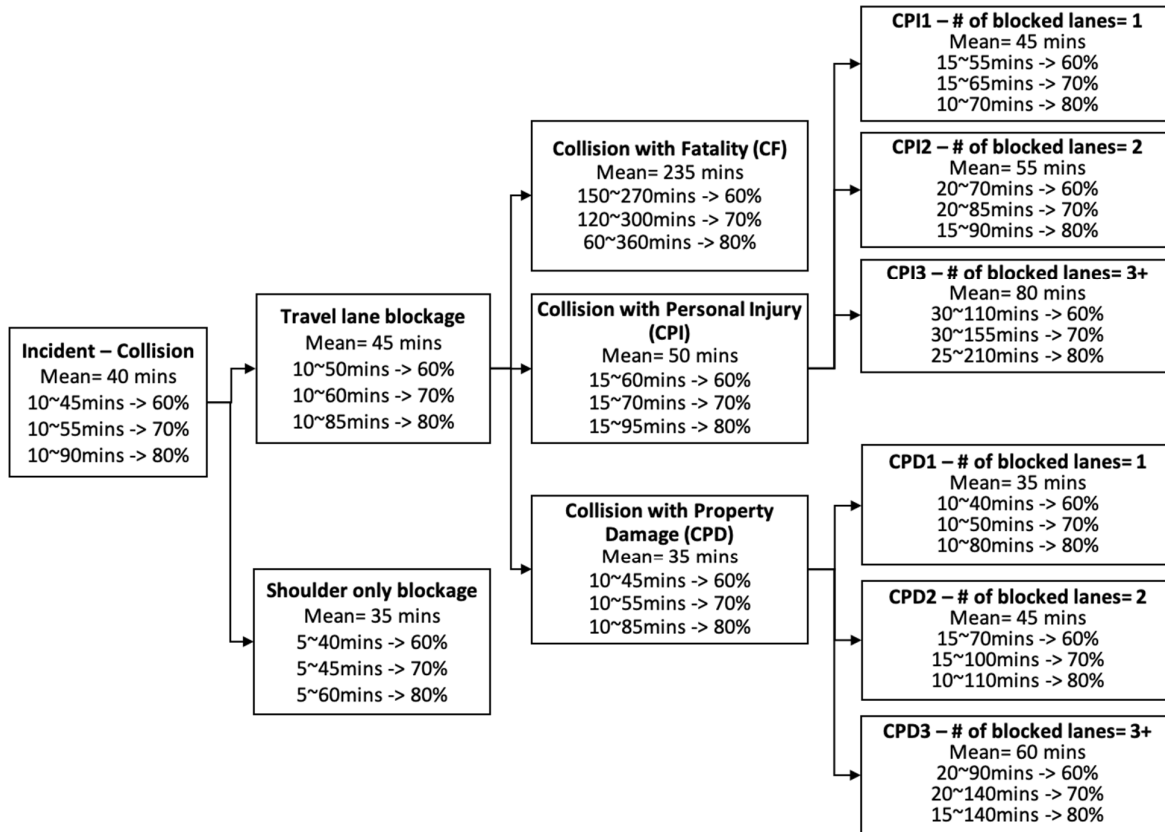 Incident – Collision
Mean= 40 mins
10~45mins -> 60%
10~55mins -> 70%
10~90mins -> 80%
Travel lane blockage
Mean= 45 mins
10~50mins -> 60%
10~60mins -> 70%
10~85mins -> 80%
Shoulder only blockage
Mean= 35 mins
5~40mins -> 60%
5~45mins -> 70%
5~60mins -> 80%
Collision with Fatality (CF)
Mean= 235 mins
150~270mins -> 60%
120~300mins -> 70%
60~360mins -> 80%
Collision with Personal Injury
(CPI)
Mean= 50 mins
15~60mins -> 60%
15~70mins -> 70%
15~95mins -> 80%
Collision with Property
Damage (CPD)
Mean= 35 mins
10~45mins -> 60%
10~55mins -> 70%
10~85mins -> 80%
CPI1 – # of blocked lanes= 1
Mean= 45 mins
15~55mins -> 60%
15~65mins -> 70%
10~70mins -> 80%
CPI2 – # of blocked lanes= 2
Mean= 55 mins
20~70mins -> 60%
20~85mins -> 70%
15~90mins -> 80%
CPI3 – # of blocked lanes= 3+
Mean= 80 mins
30~110mins -> 60%
30~155mins -> 70%
25~210mins -> 80%
CPD1 – # of blocked lanes= 1
Mean= 35 mins
10~40mins -> 60%
10~50mins -> 70%
10~80mins -> 80%
CPD2 – # of blocked lanes= 2
Mean= 45 mins
15~70mins -> 60%
15~100mins -> 70%
10~110mins -> 80%
CPD3 – # of blocked lanes= 3+
Mean= 60 mins
20~90mins -> 60%
20~140mins -> 70%
15~140mins -> 80%